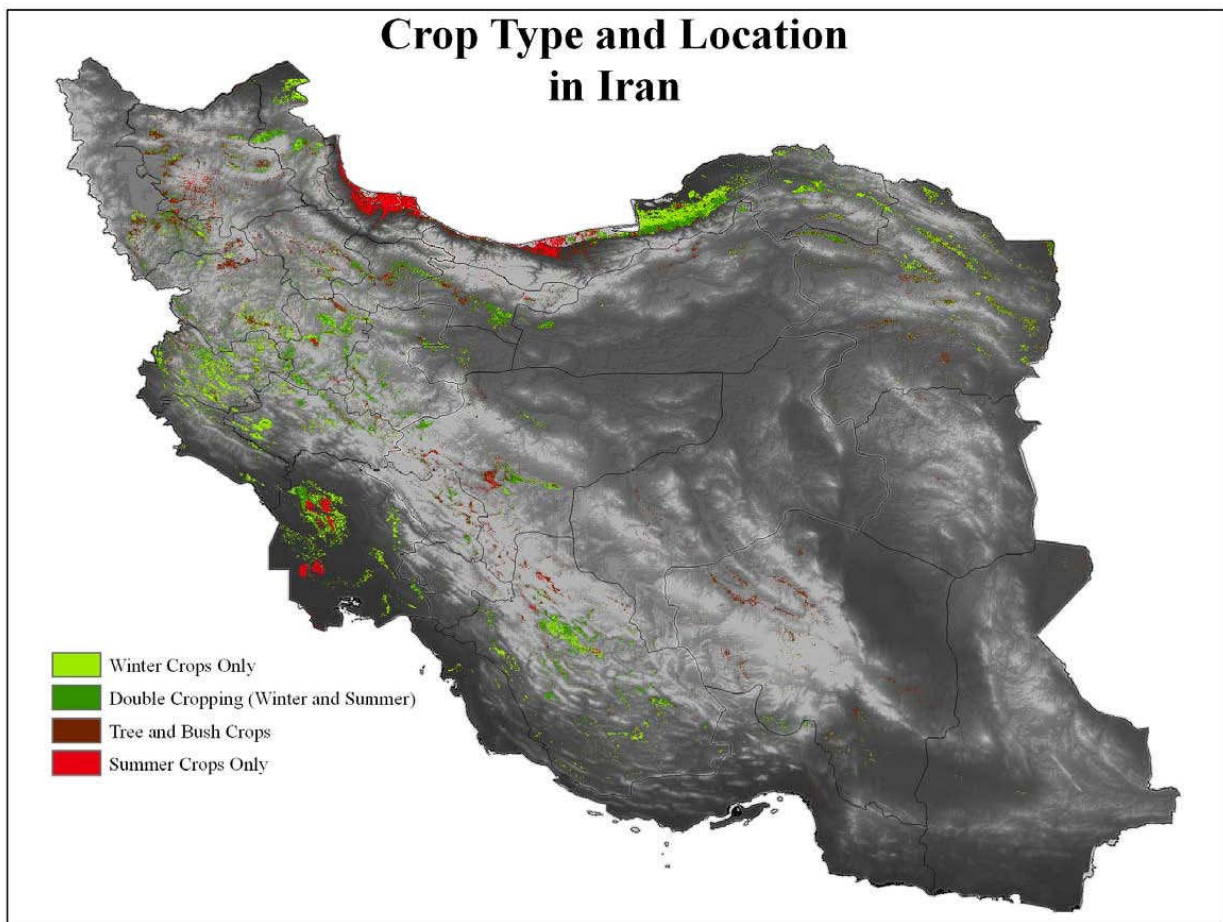 Crop Type and Location
in Iran
Winter Crops Only
Double Cropping (Winter and Summer)
Tree and Bush Crops
Summer Crops Only